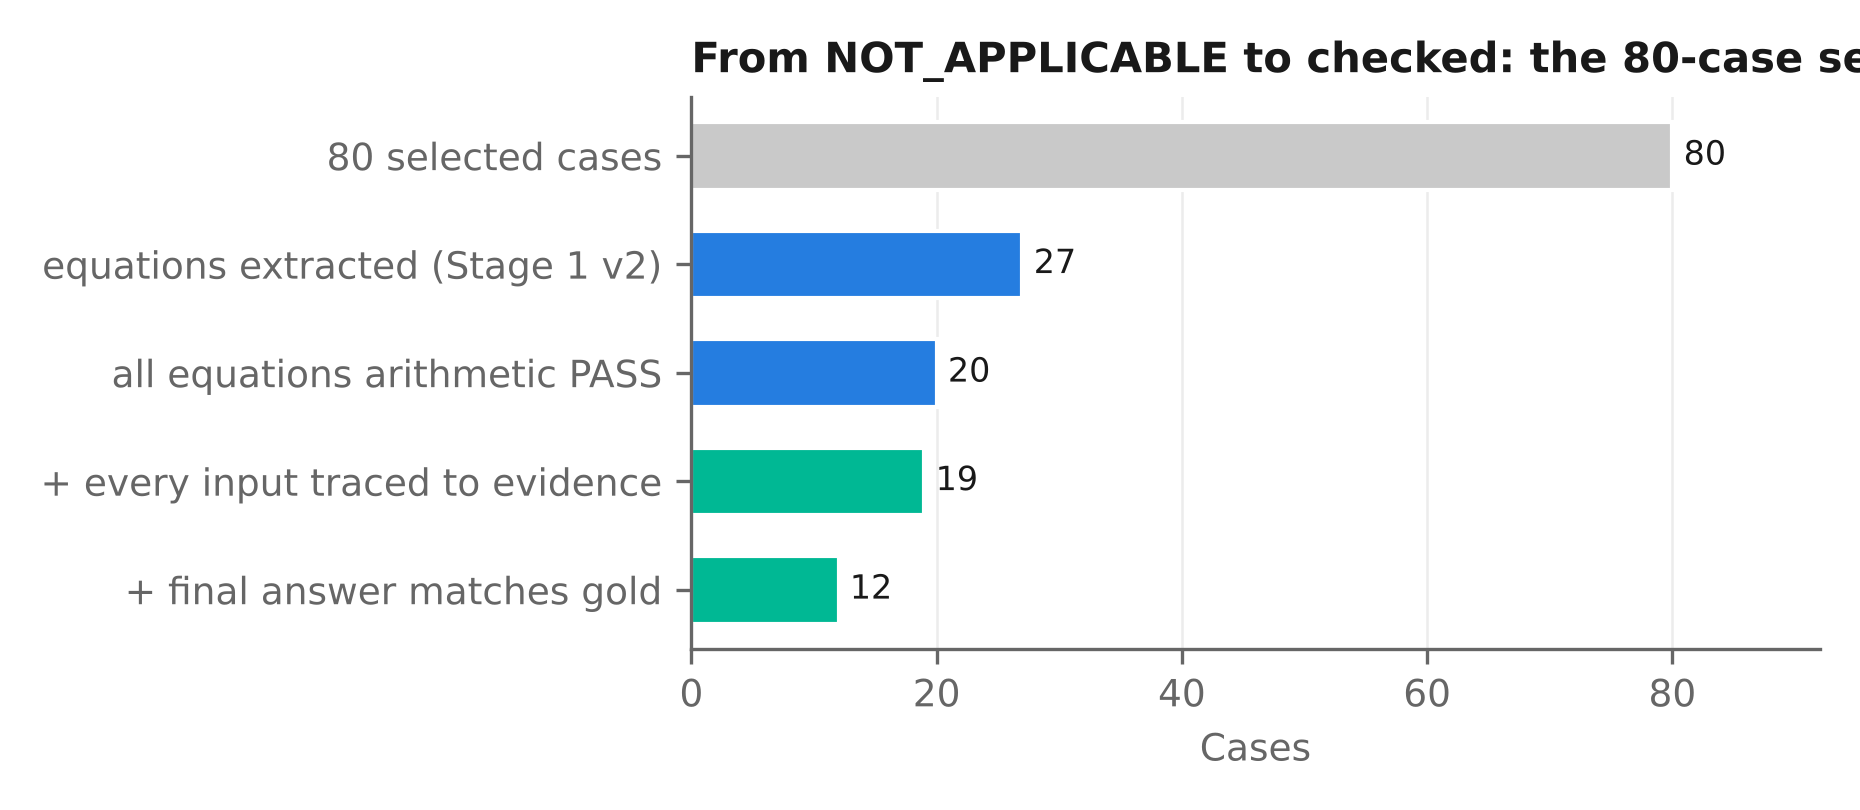 From NOT_APPLICABLE to checked: the 80-case se
80 selected cases
80
equations extracted (Stage 1 v2)
27
all equations arithmetic PASS
20
+ every input traced to evidence
19
+ final answer matches gold
12
0 20 40 60 80
Cases